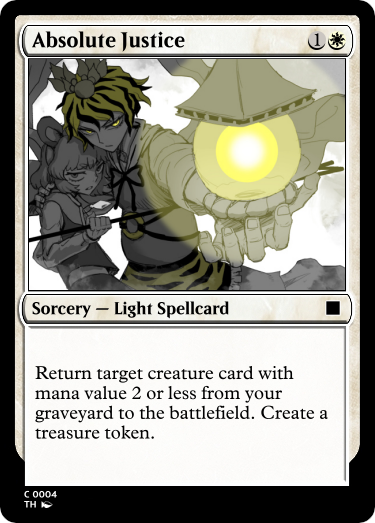 Absolute Justice 1
Sorcery — Light Spellcard
Return target creature card with
mana value 2 or less from your
graveyard to the battlefield. Create a
treasure token.
C 0004
TH